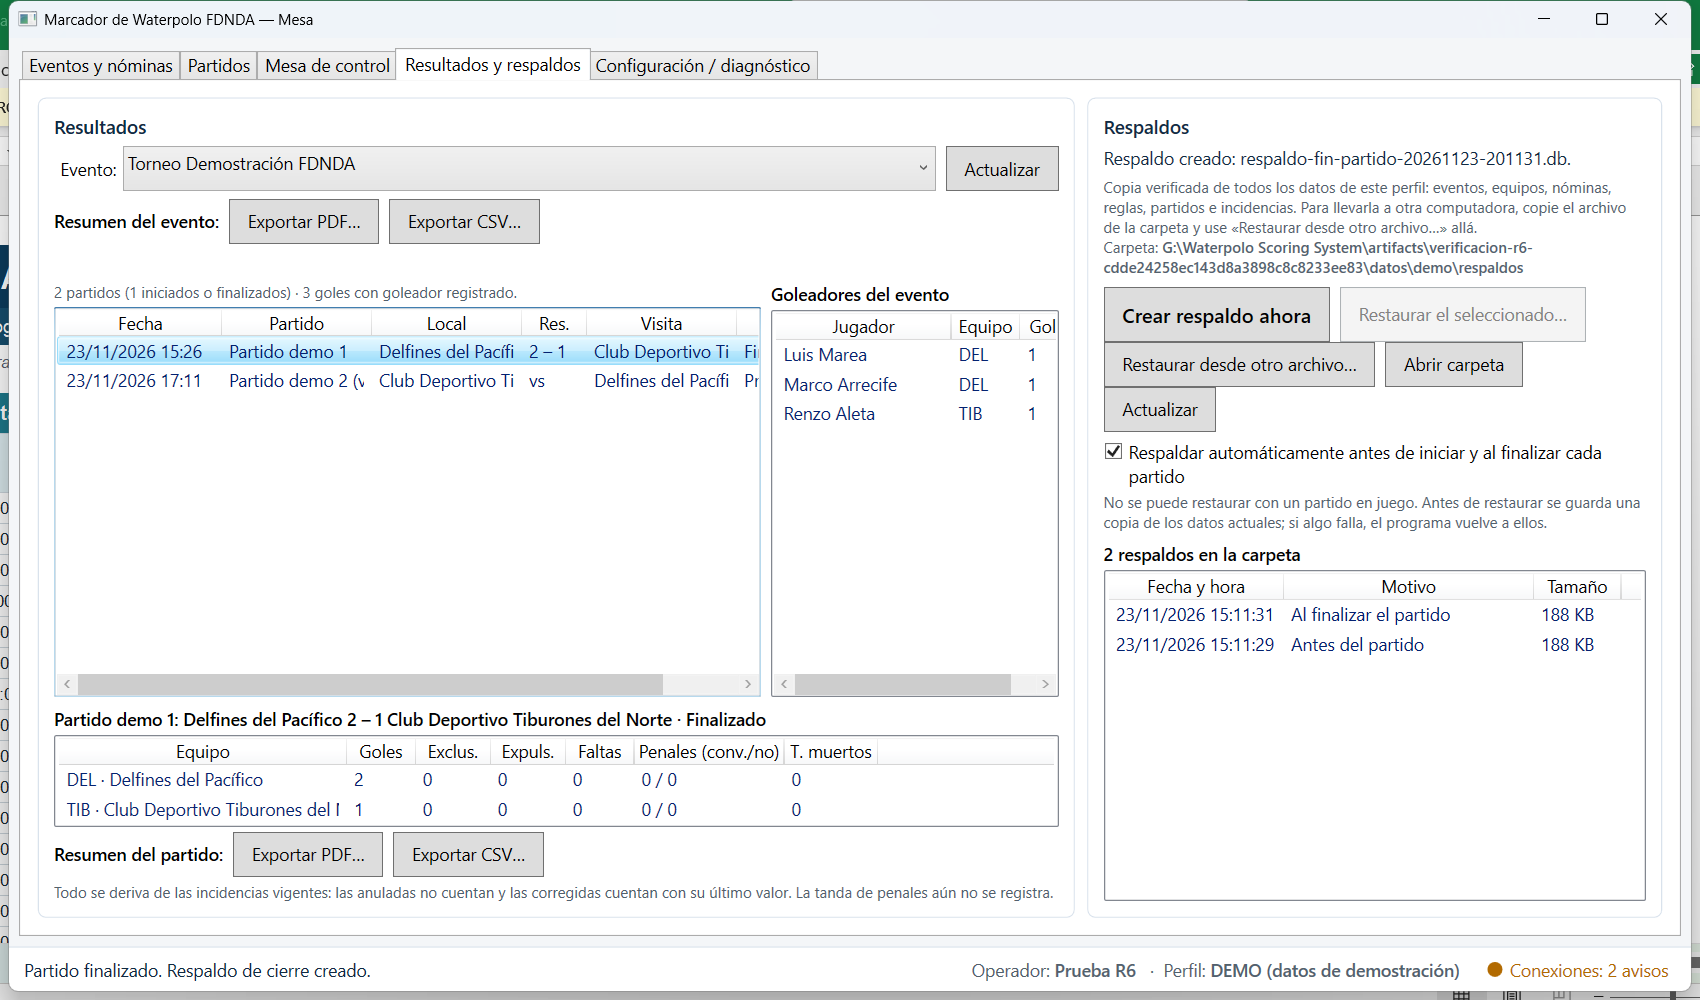 Marcador de Waterpolo FDNDA — Mesa
Eventos y nóminas
Partidos
Mesa de control
Resultados y respaldos
Configuración / diagnóstico
Resultados
Evento:
Torneo Demostración FDNDA
Actualizar
Resumen del evento:
Exportar PDF...
Exportar CSV...
2 partidos (1 iniciados o finalizados) · 3 goles con goleador registrado.
Fecha Partido Local Res. Visita
23/11/2026 15:26 Partido demo 1 Delfines del Pacífi 2 – 1 Club Deportivo Ti Fi
23/11/2026 17:11 Partido demo 2 (v Club Deportivo Ti vs Delfines del Pacífi Pr
Goleadores del evento
Jugador Equipo Gol
Luis Marea DEL 1
Marco Arrecife DEL 1
Renzo Aleta TIB 1
Partido demo 1: Delfines del Pacífico 2 – 1 Club Deportivo Tiburones del Norte · Finalizado
Equipo Goles Exclus. Expuls. Faltas Penales (conv./no) T. muertos
DEL · Delfines del Pacífico 2 0 0 0 0 / 0 0
TIB · Club Deportivo Tiburones del 1 0 0 0 0 / 0 0
Resumen del partido:
Exportar PDF...
Exportar CSV...
Todo se deriva de las incidencias vigentes: las anuladas no cuentan y las corregidas cuentan con su último valor. La tanda de penales aún no se registra.
Respaldos
Respaldo creado: respaldo-fin-partido-20261123-201131.db.
Copia verificada de todos los datos de este perfil: eventos, equipos, nóminas,
reglas, partidos e incidencias. Para llevarla a otra computadora, copie el archivo
de la carpeta y use «Restaurar desde otro archivo...» allá.
Carpeta: G:\Waterpolo Scoring System\artifacts\verificacion-r6-
cdde24258ec143d8a3898c8c8233ee83\datos\demo\respaldos
Crear respaldo ahora
Restaurar el seleccionado...
Restaurar desde otro archivo...
Abrir carpeta
Actualizar
Respaldar automáticamente antes de iniciar y al finalizar cada
partido
No se puede restaurar con un partido en juego. Antes de restaurar se guarda una
copia de los datos actuales; si algo falla, el programa vuelve a ellos.
2 respaldos en la carpeta
Fecha y hora Motivo Tamaño
23/11/2026 15:11:31 Al finalizar el partido 188 KB
23/11/2026 15:11:29 Antes del partido 188 KB
Partido finalizado. Respaldo de cierre creado.
Operador: Prueba R6 · Perfil: DEMO (datos de demostración)
Conexiones: 2 avisos